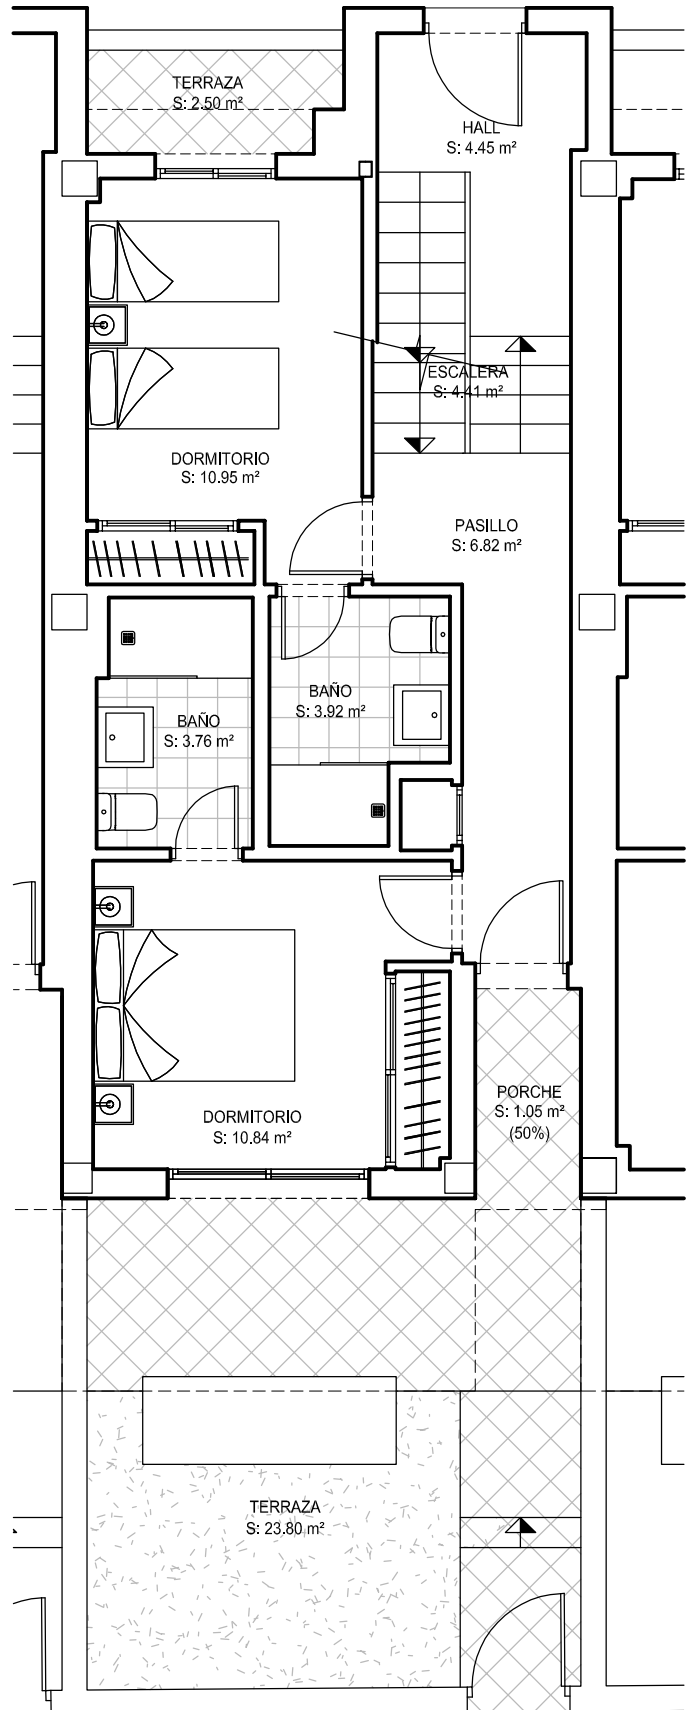 TERRAZA
S: 2.50 m²
HALL
S: 4.45 m²
ESCALERA
S: 4.41 m²
DORMITORIO
S: 10.95 m²
PASILLO
S: 6.82 m²
BAÑO
S: 3.92 m²
BAÑO
S: 3.76 m²
DORMITORIO
S: 10.84 m²
PORCHE
S: 1.05 m²
(50%)
TERRAZA
S: 23.80 m²